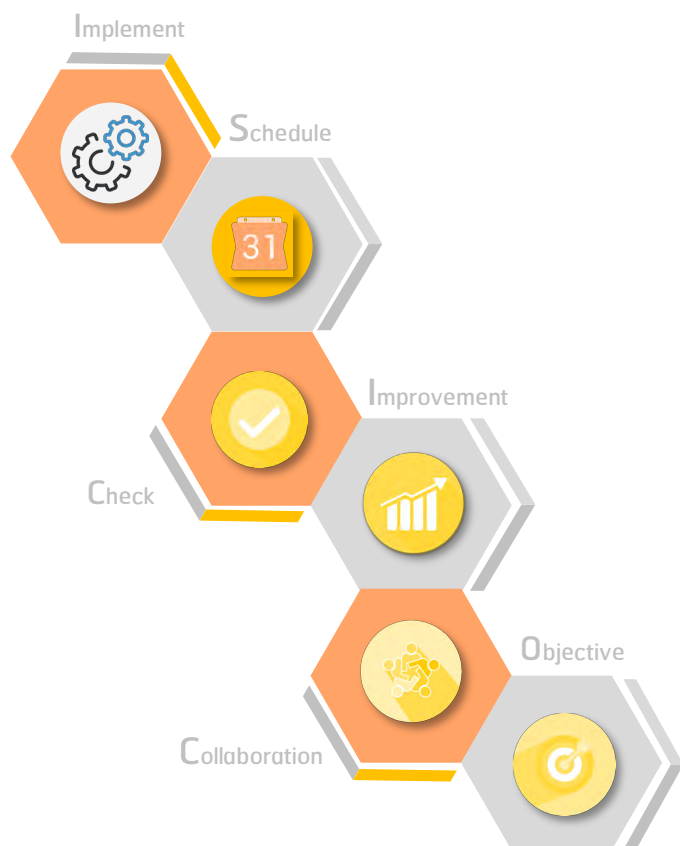 Implement
Schedule
31
Improvement
Check
Objective
Collaboration